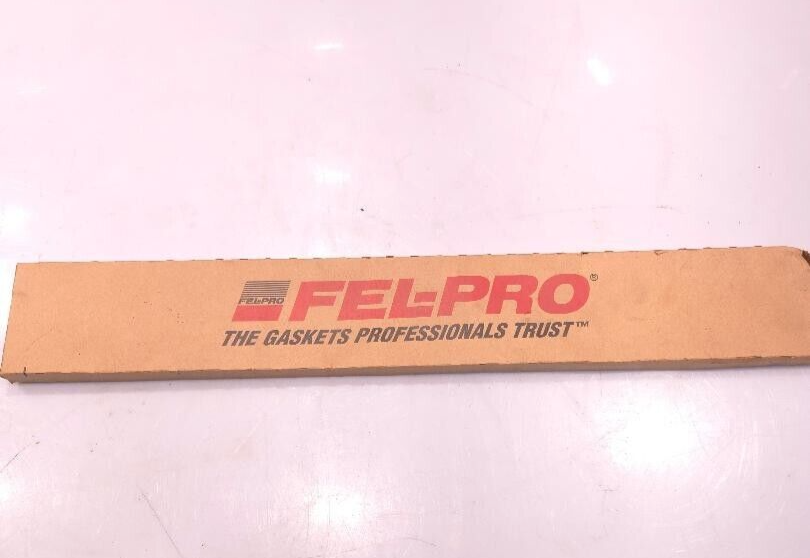 FEL-PRO
FEL-PRO®
THE GASKETS PROFESSIONALS TRUST™